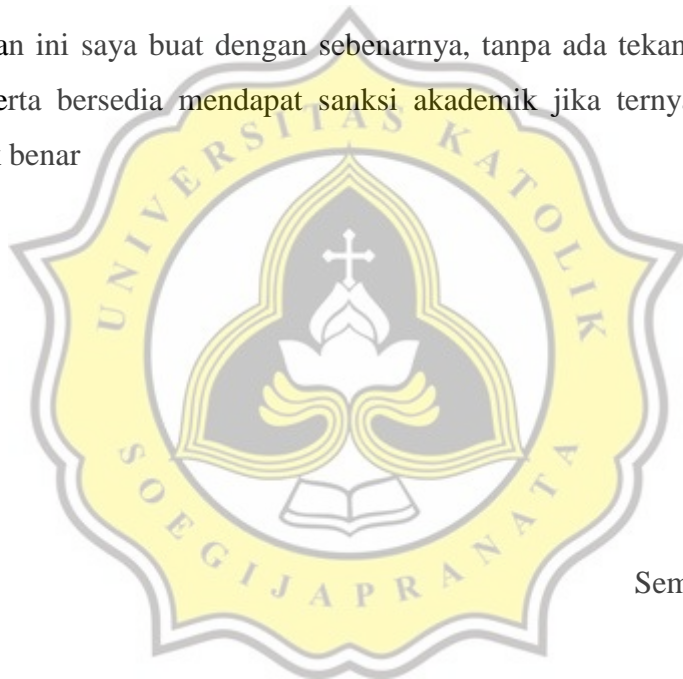 an ini saya buat dengan sebenarnya, tanpa ada tekan
erta bersedia mendapat sanksi akademik jika terny
benar
UNIVERSITAS KATOLIK
SOEGIJAPRANATA
Sem